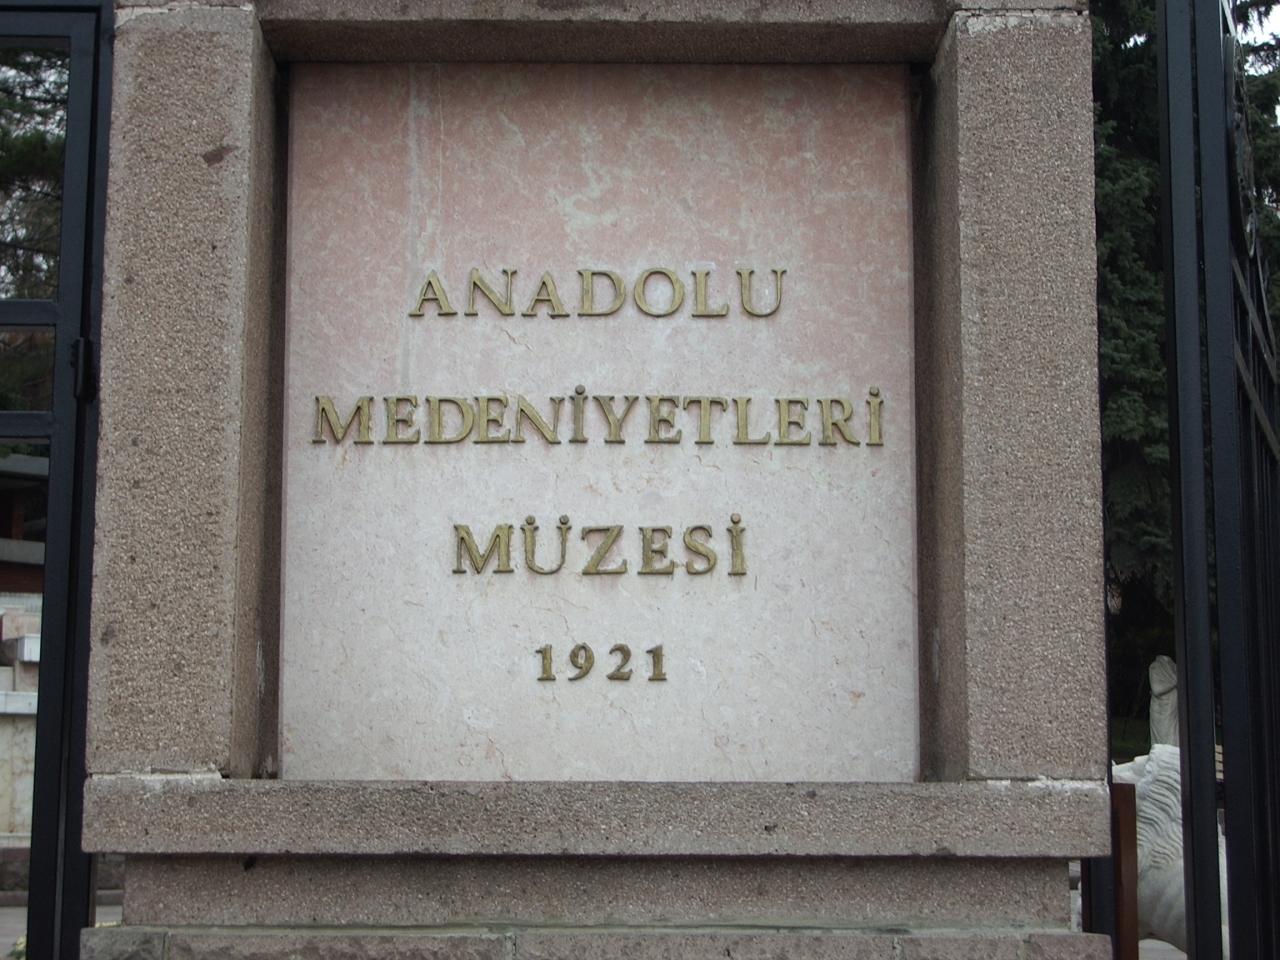 ANADOLU
MEDENİYETLERİ
MÜZESİ
1921